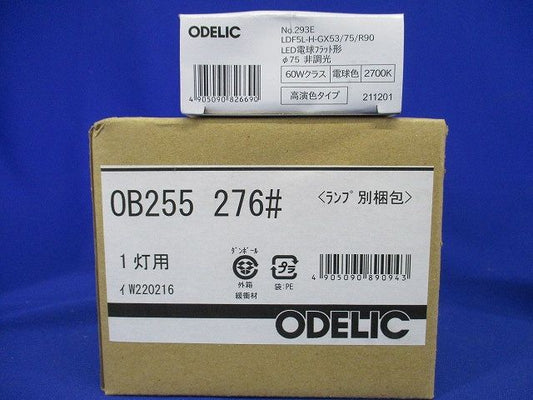 ODELIC
No.293E
LDF5L-H-GX53/75/R90
LED電球フラット形
φ75 非調光
60Wクラス 電球色 2700K
4 905090 826690
高演色タイプ 211201
OB255 276# 〈ランプ別梱包〉
1灯用
ダンボール
外箱
緩衝材
プラ
袋:PE
4 905090 890943
イW220216
ODELIC